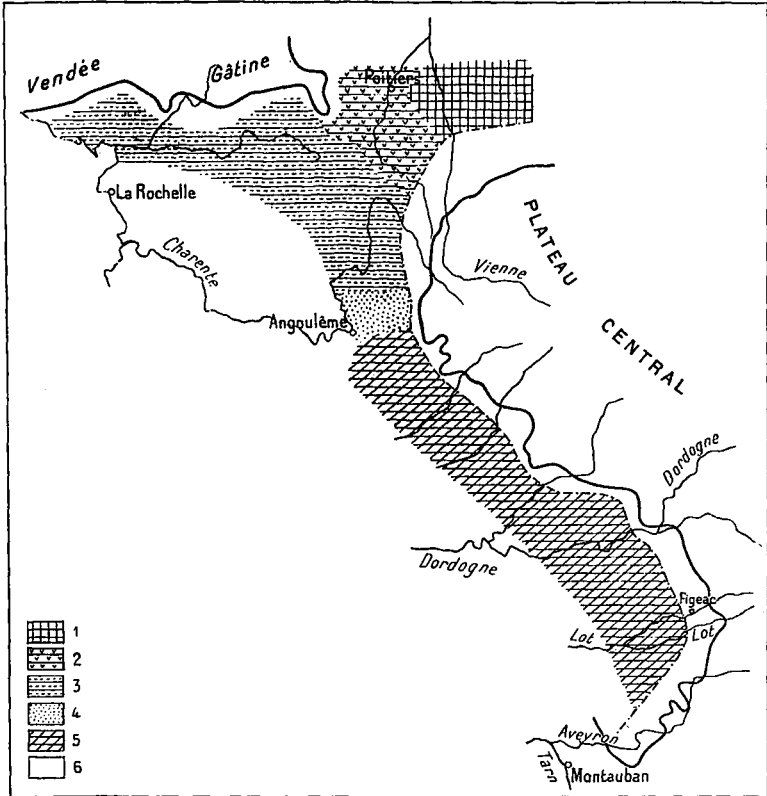 Vendée
Gâtine
Poitiers
La Rochelle
Charente
PLATEAU
CENTRAL
Vienne
Angoulême
Dordogne
Dordogne
Figeac
Lot
Lot
Aveyron
Tarn
Montauban
1
2
3
4
5
6